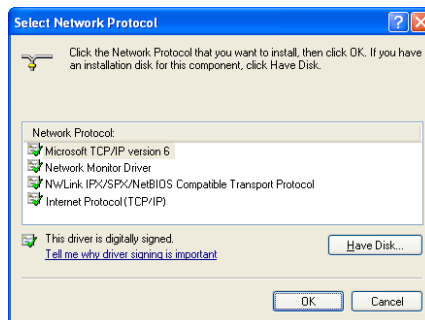 Select Network Protocol
Click the Network Protocol that you want to install, then click OK. If you have
an installation disk for this component, click Have Disk.
Network Protocol:
Microsoft TCP/IP version 6
Network Monitor Driver
NWLink IPX/SPX/NetBIOS Compatible Transport Protocol
Internet Protocol (TCP/IP)
This driver is digitally signed.
Tell me why driver signing is important
Have Disk...
OK
Cancel